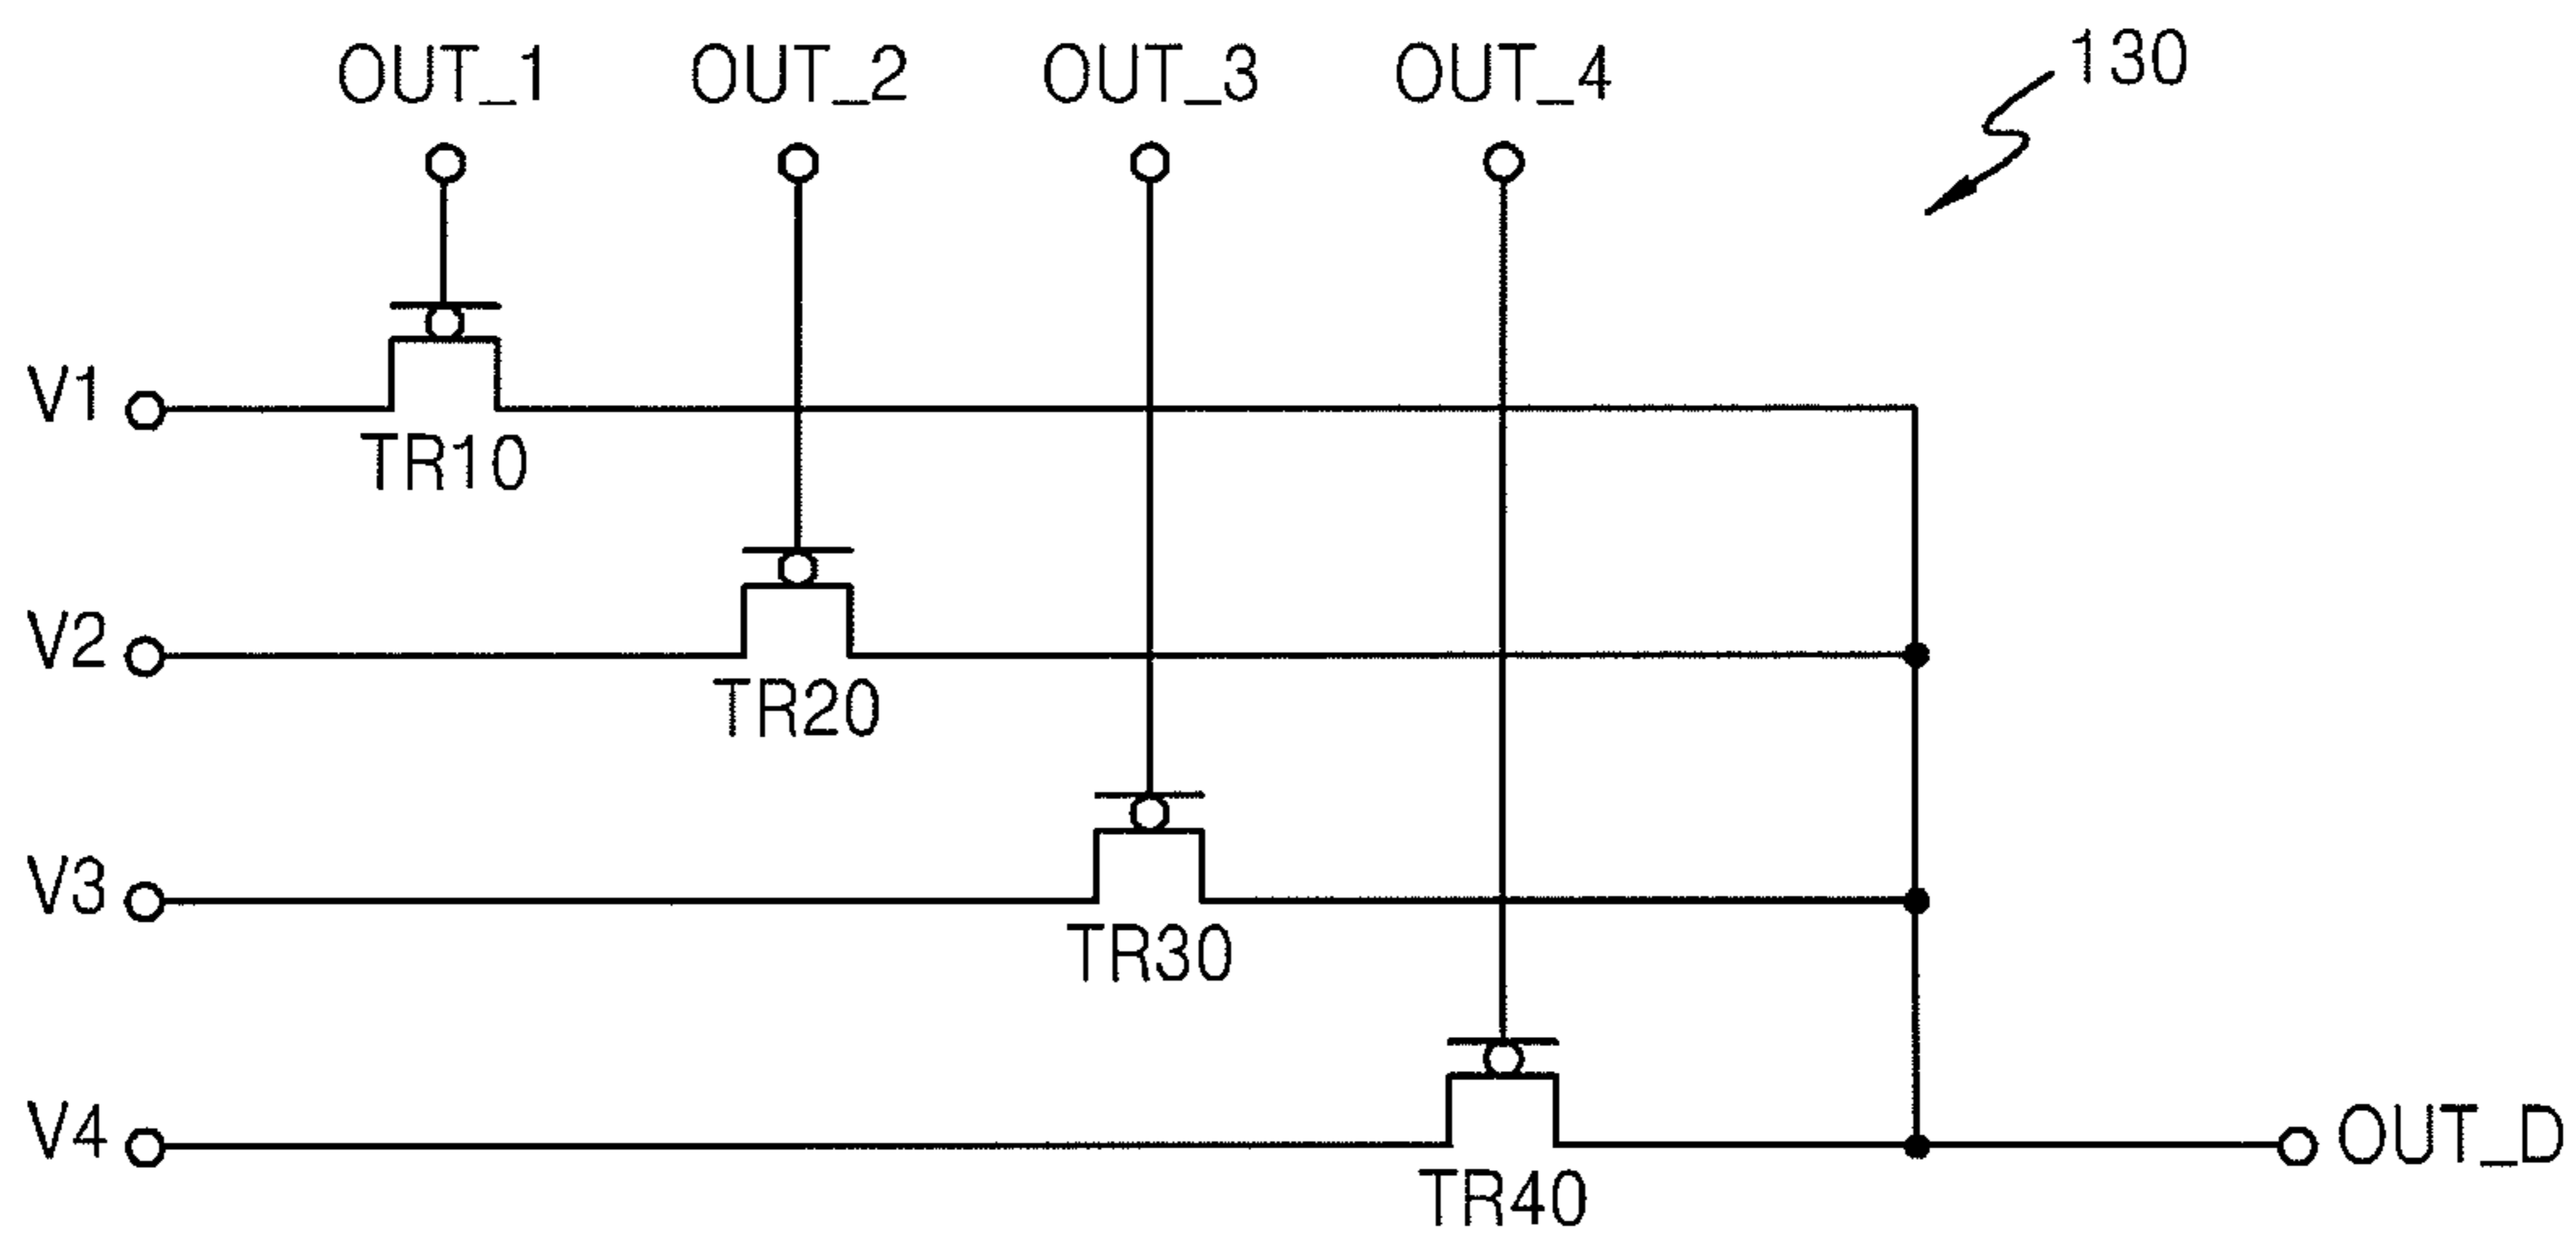 OUT_1 OUT_2 OUT_3 OUT_4 130
V1
TR10
V2
TR20
V3
TR30
V4
OUT_D
TR40